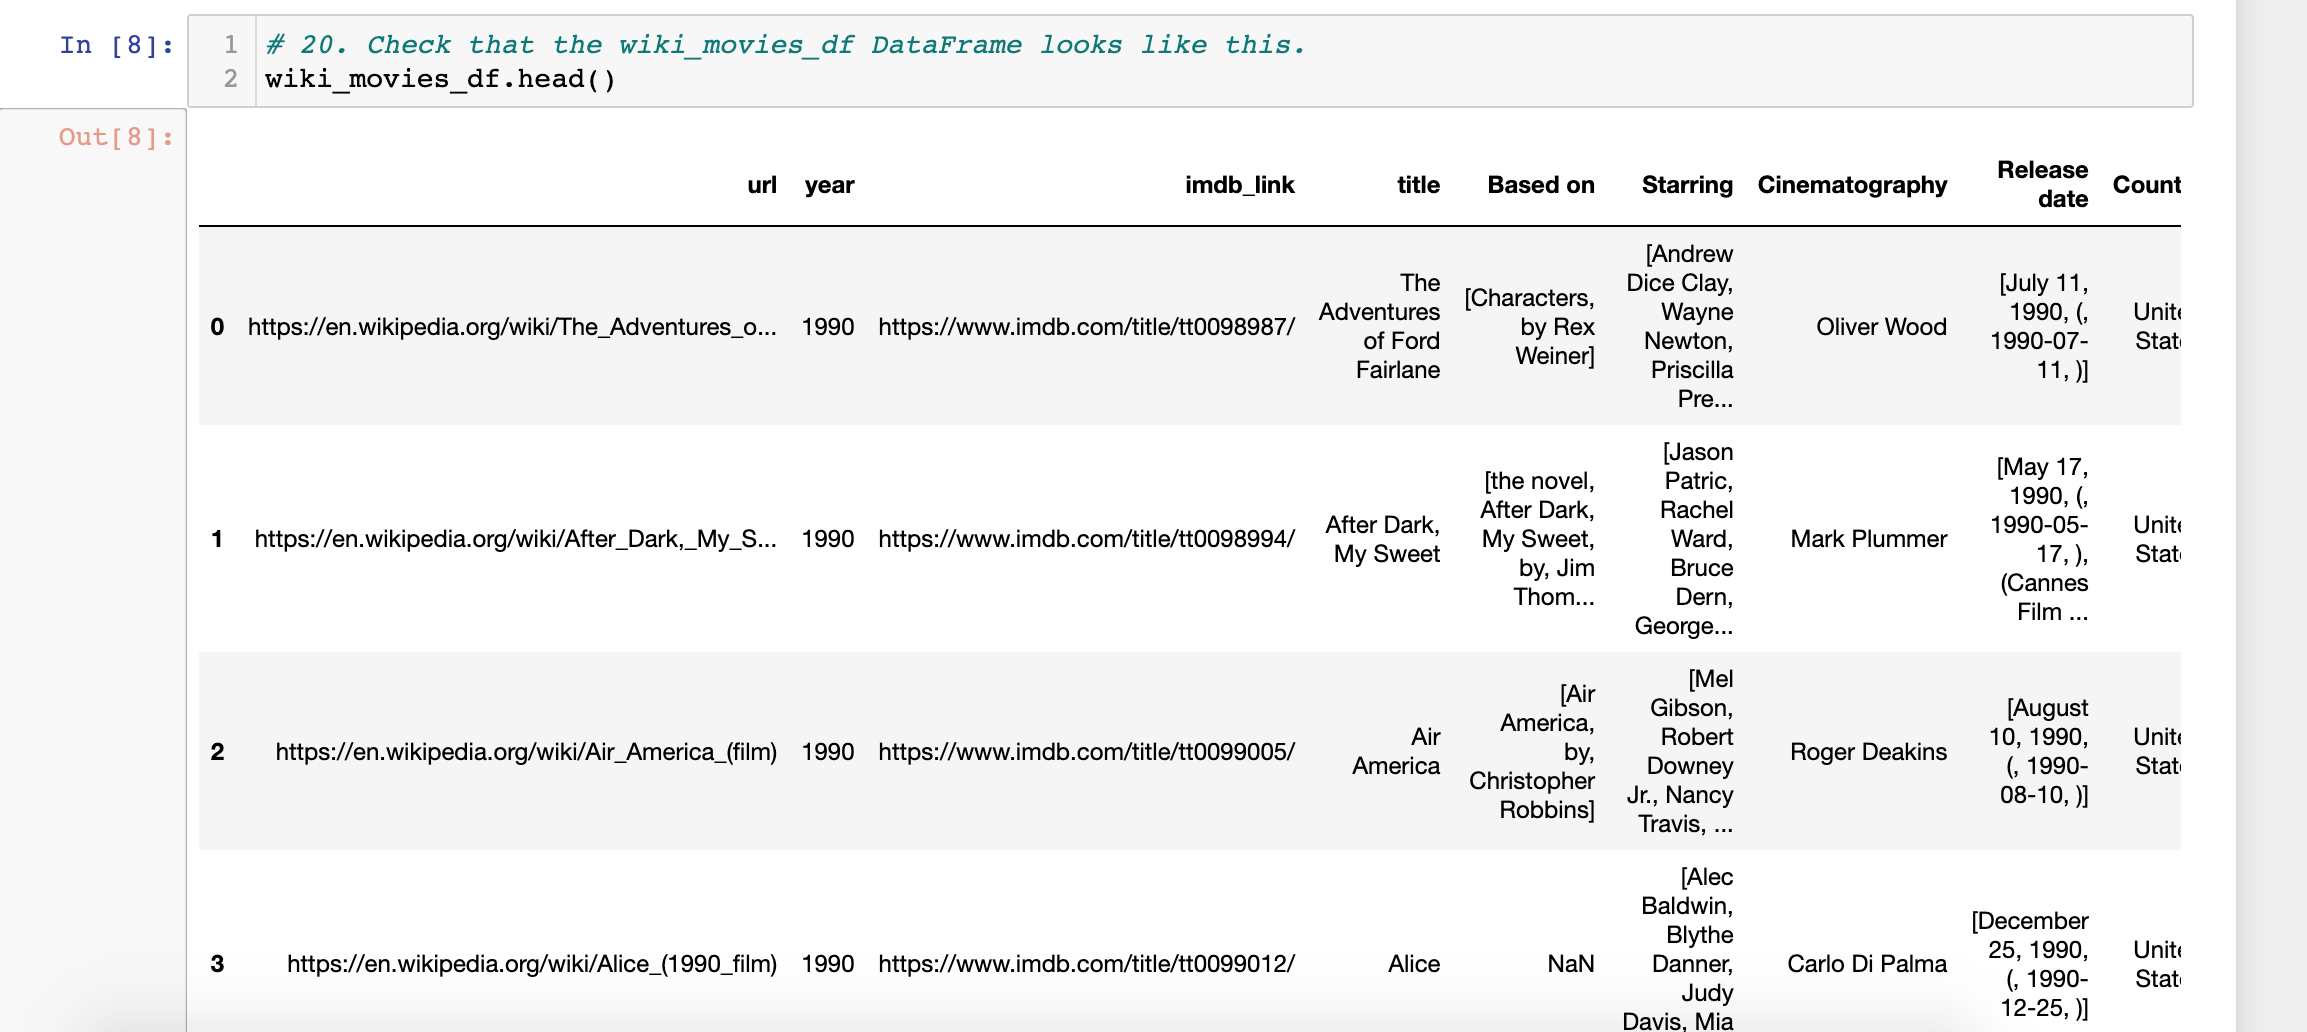 In [8]:
1 # 20. Check that the wiki_movies_df DataFrame looks like this.
2 wiki_movies_df.head()
Out[8]:
url year imdb_link title Based on Starring Cinematography Release date Count
0 https://en.wikipedia.org/wiki/The_Adventures_o... 1990 https://www.imdb.com/title/tt0098987/ The Adventures of Ford Fairlane [Characters, by Rex Weiner] [Andrew Dice Clay, Wayne Newton, Priscilla Pre... Oliver Wood [July 11, 1990, (, 1990-07-11, )] Unite State
1 https://en.wikipedia.org/wiki/After_Dark,_My_S... 1990 https://www.imdb.com/title/tt0098994/ After Dark, My Sweet [the novel, After Dark, My Sweet, by, Jim Thom... [Jason Patric, Rachel Ward, Bruce Dern, George... Mark Plummer [May 17, 1990, (, 1990-05-17, ), (Cannes Film ... Unite State
2 https://en.wikipedia.org/wiki/Air_America_(film) 1990 https://www.imdb.com/title/tt0099005/ Air America [Air America, by, Christopher Robbins] [Mel Gibson, Robert Downey Jr., Nancy Travis, ... Roger Deakins [August 10, 1990, (, 1990-08-10, )] Unite State
3 https://en.wikipedia.org/wiki/Alice_(1990_film) 1990 https://www.imdb.com/title/tt0099012/ Alice NaN [Alec Baldwin, Blythe Danner, Judy Davis, Mia Carlo Di Palma [December 25, 1990, (, 1990-12-25, )] Unite State